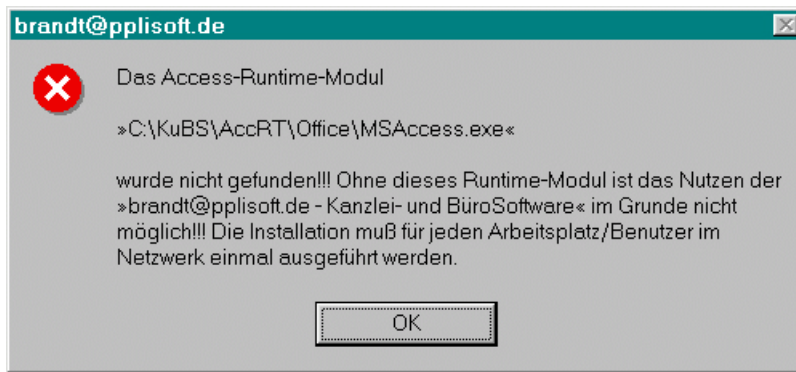 brandt@pplisoft.de
Das Access-Runtime-Modul
»C:\KuBS\AccRT\Office\MSAccess.exe«
wurde nicht gefunden!!! Ohne dieses Runtime-Modul ist das Nutzen der
»brandt@pplisoft.de - Kanzlei- und BüroSoftware« im Grunde nicht
möglich!!! Die Installation muß für jeden Arbeitsplatz/Benutzer im
Netzwerk einmal ausgeführt werden.
OK